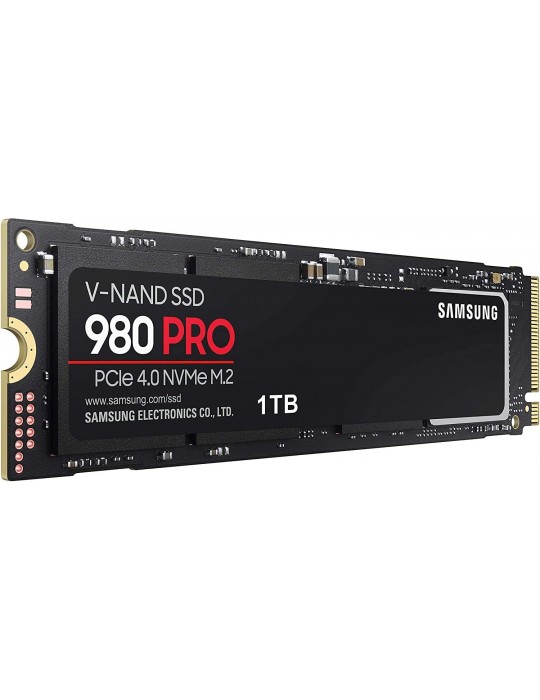 V-NAND SSD
980 PRO
PCIe 4.0 NVMe M.2
www.samsung.com/ssd
SAMSUNG ELECTRONICS CO., LTD.
1TB
SAMSUNG